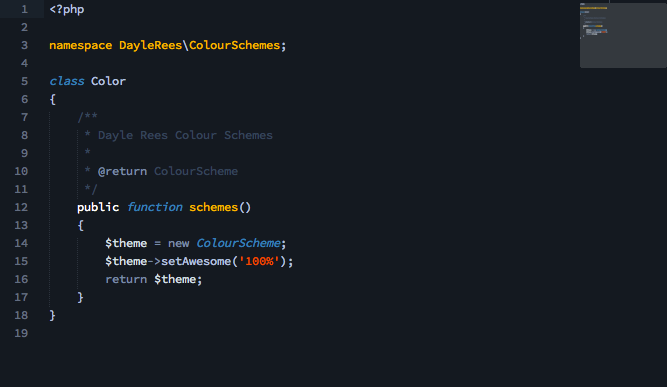 1 <?php
2
3 namespace DayleRees\ColourSchemes;
4
5 class Color
6 {
7     /**
8      * Dayle Rees Colour Schemes
9      *
10      * @return ColourScheme
11      */
12     public function schemes()
13     {
14         $theme = new ColourScheme;
15         $theme->setAwesome('100%');
16         return $theme;
17     }
18 }
19